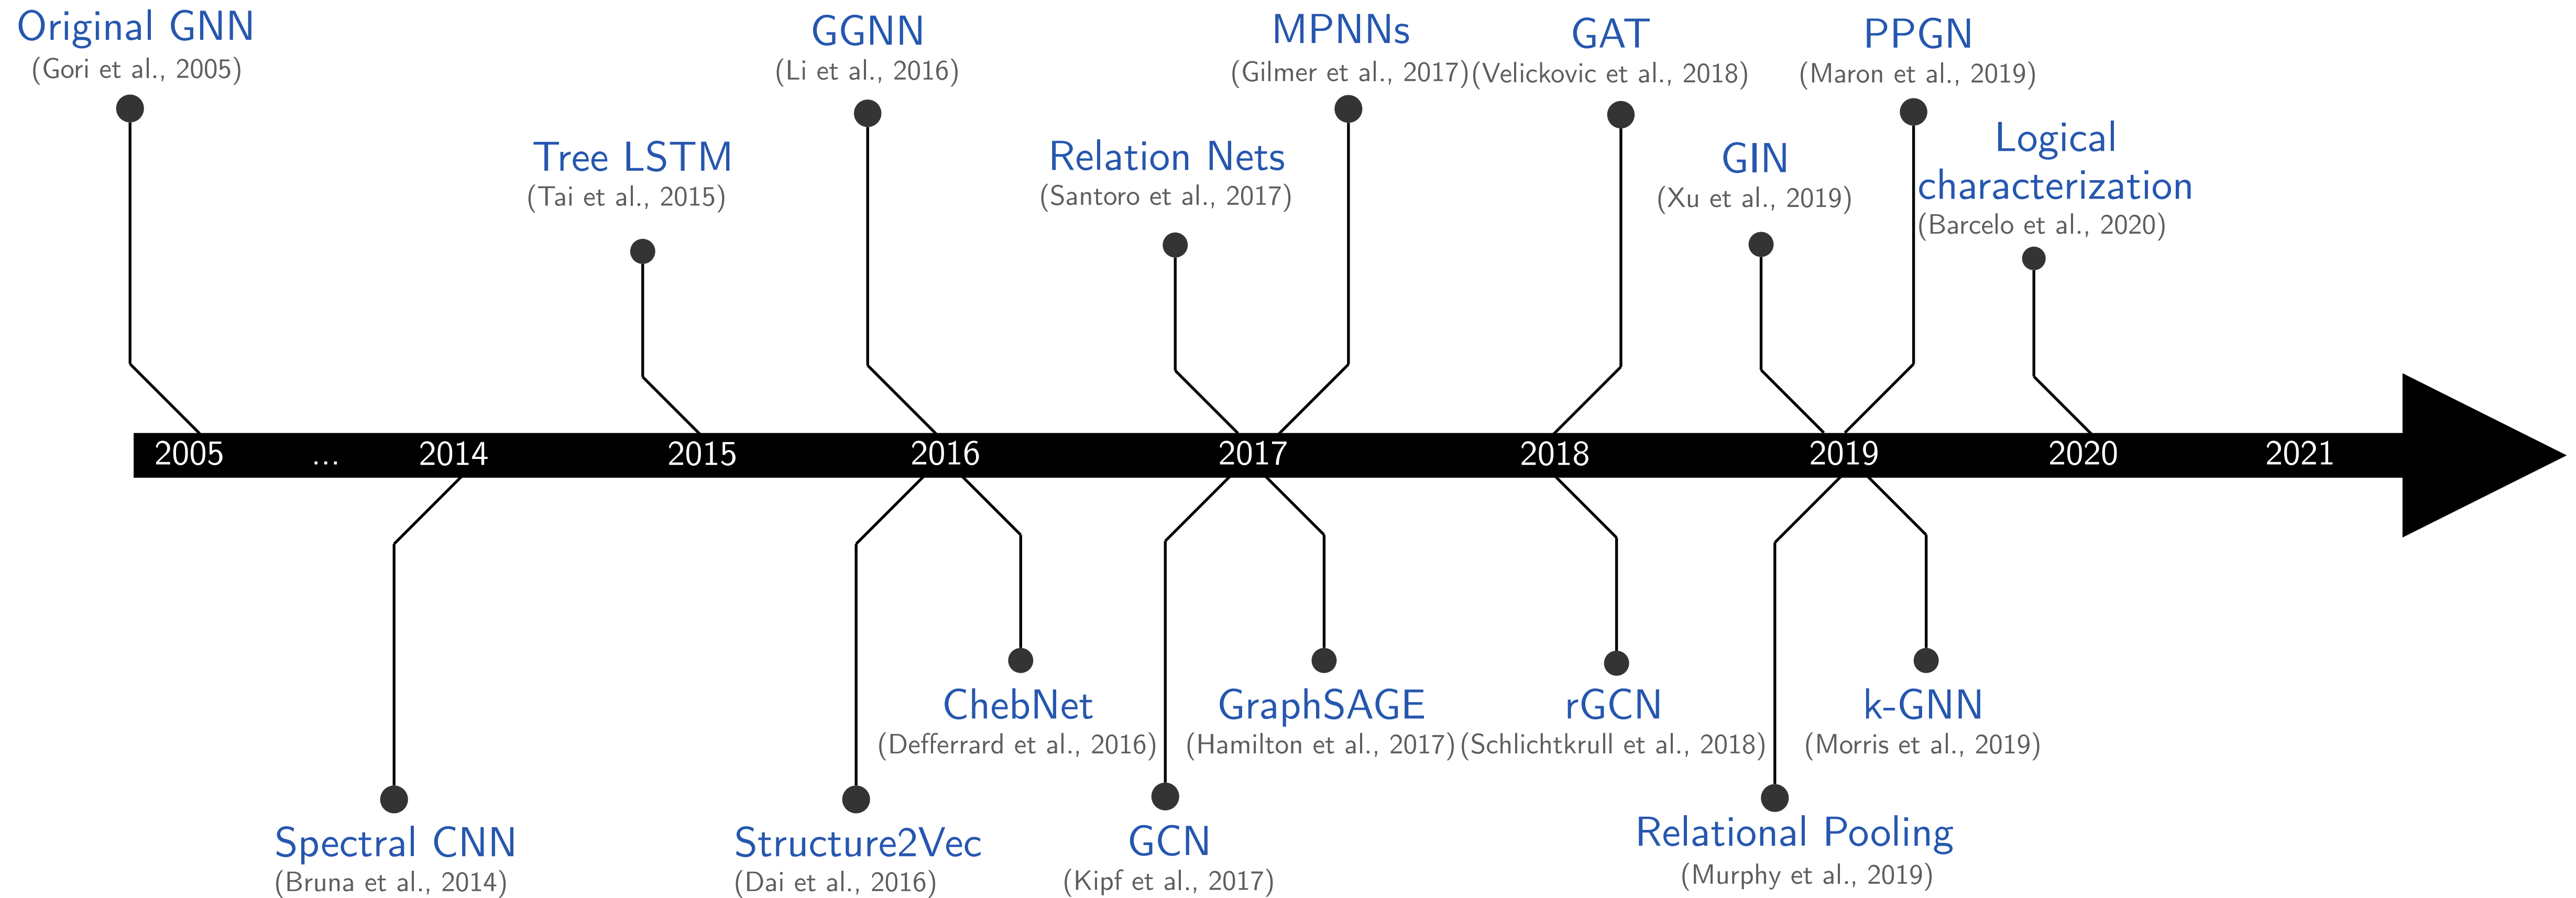 Original GNN
(Gori et al., 2005)
GGNN
(Li et al., 2016)
MPNNs
(Gilmer et al., 2017)
GAT
(Velickovic et al., 2018)
PPGN
(Maron et al., 2019)
Tree LSTM
(Tai et al., 2015)
Relation Nets
(Santoro et al., 2017)
GIN
(Xu et al., 2019)
Logical
characterization
(Barcelo et al., 2020)
2005 ... 2014 2015 2016 2017 2018 2019 2020 2021
ChebNet
(Defferrard et al., 2016)
GraphSAGE
(Hamilton et al., 2017)
rGCN
(Schlichtkrull et al., 2018)
k-GNN
(Morris et al., 2019)
Spectral CNN
(Bruna et al., 2014)
Structure2Vec
(Dai et al., 2016)
GCN
(Kipf et al., 2017)
Relational Pooling
(Murphy et al., 2019)